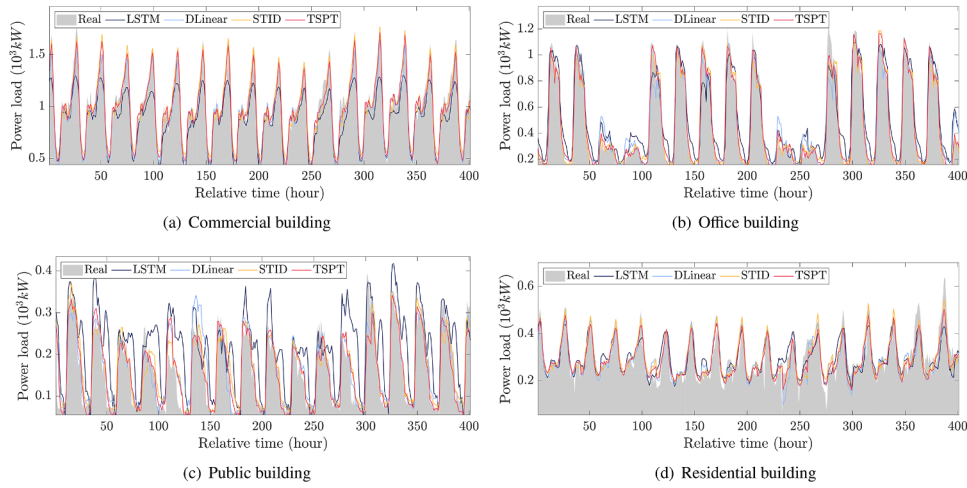 Real LSTM DLinear STID TSPT
Power load (10³kW)
1.5
1
0.5
50 100 150 200 250 300 350 400
Relative time (hour)
(a) Commercial building
Real LSTM DLinear STID TSPT
Power load (10³kW)
1.2
1
0.8
0.6
0.4
0.2
50 100 150 200 250 300 350 400
Relative time (hour)
(b) Office building
Real LSTM DLinear STID TSPT
Power load (10³kW)
0.4
0.3
0.2
0.1
50 100 150 200 250 300 350 400
Relative time (hour)
(c) Public building
Real LSTM DLinear STID TSPT
Power load (10³kW)
0.6
0.4
0.2
50 100 150 200 250 300 350 400
Relative time (hour)
(d) Residential building